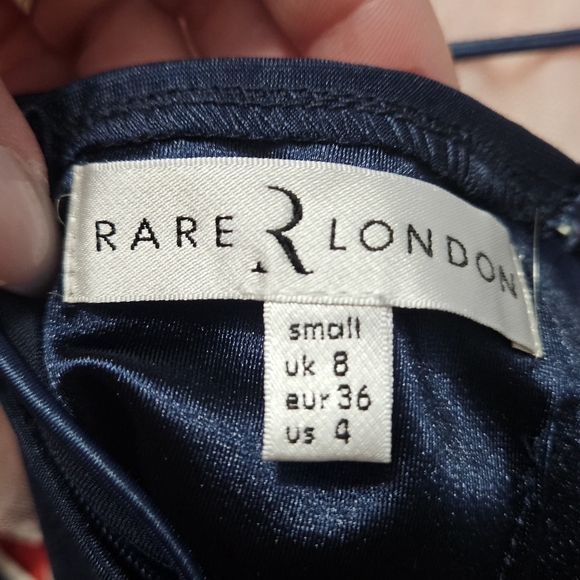 RARE R LONDON
small
uk 8
eur 36
us 4